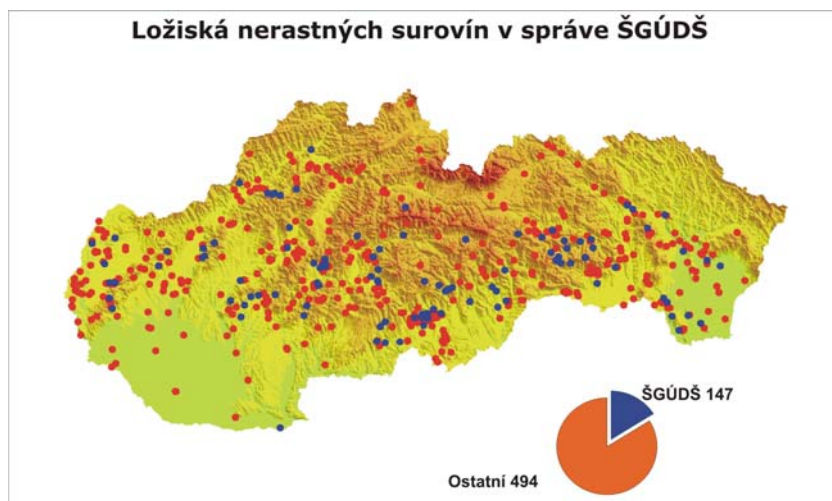 Ložiská nerastných surovín v správe ŠGÚDŠ
ŠGÚDŠ 147
Ostatní 494